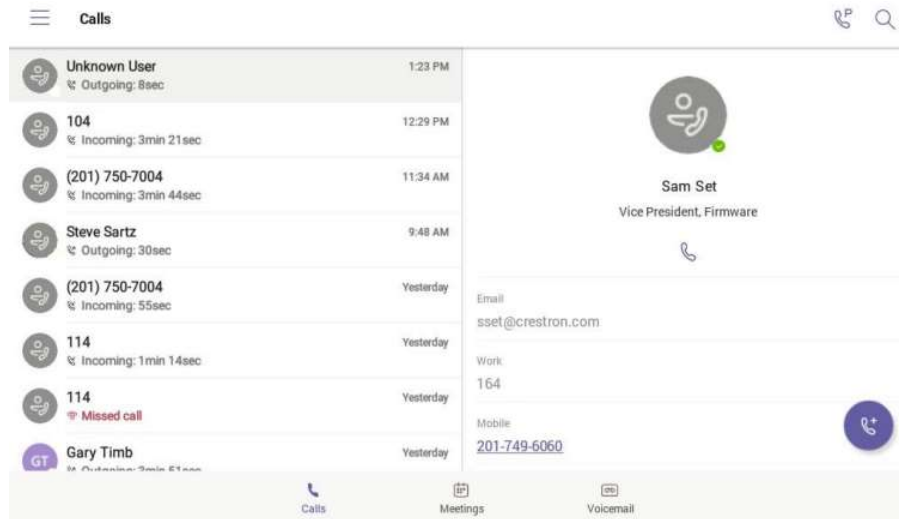 Calls
P
Unknown User 1:23 PM
Outgoing: 8sec
104 12:29 PM
Incoming: 3min 21sec
(201) 750-7004 11:34 AM
Incoming: 3min 44sec
Steve Sartz 9:48 AM
Outgoing: 30sec
(201) 750-7004 Yesterday
Incoming: 55sec
114 Yesterday
Incoming: 1min 14sec
114 Yesterday
Missed call
GT Gary Timb Yesterday
Outgoing: 3min 51sec
Sam Set
Vice President, Firmware
Email
sset@crestron.com
Work
164
Mobile
201-749-6060
Calls Meetings Voicemail